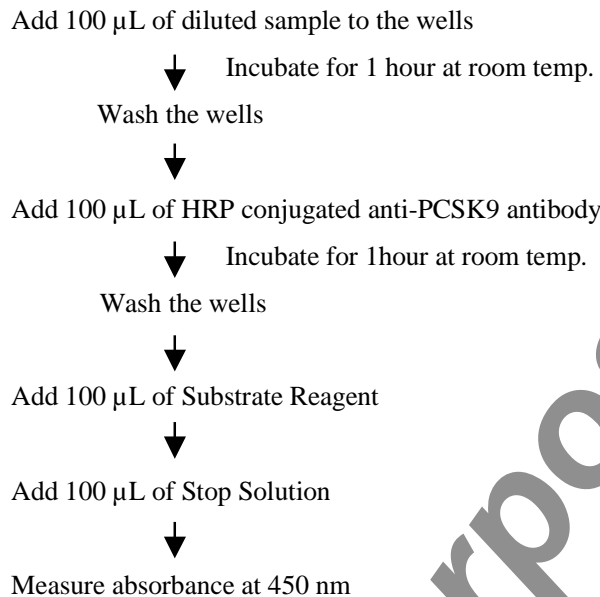 Add 100 µL of diluted sample to the wells
Incubate for 1 hour at room temp.
Wash the wells
Add 100 µL of HRP conjugated anti-PCSK9 antibody
Incubate for 1hour at room temp.
Wash the wells
Add 100 µL of Substrate Reagent
Add 100 µL of Stop Solution
Measure absorbance at 450 nm